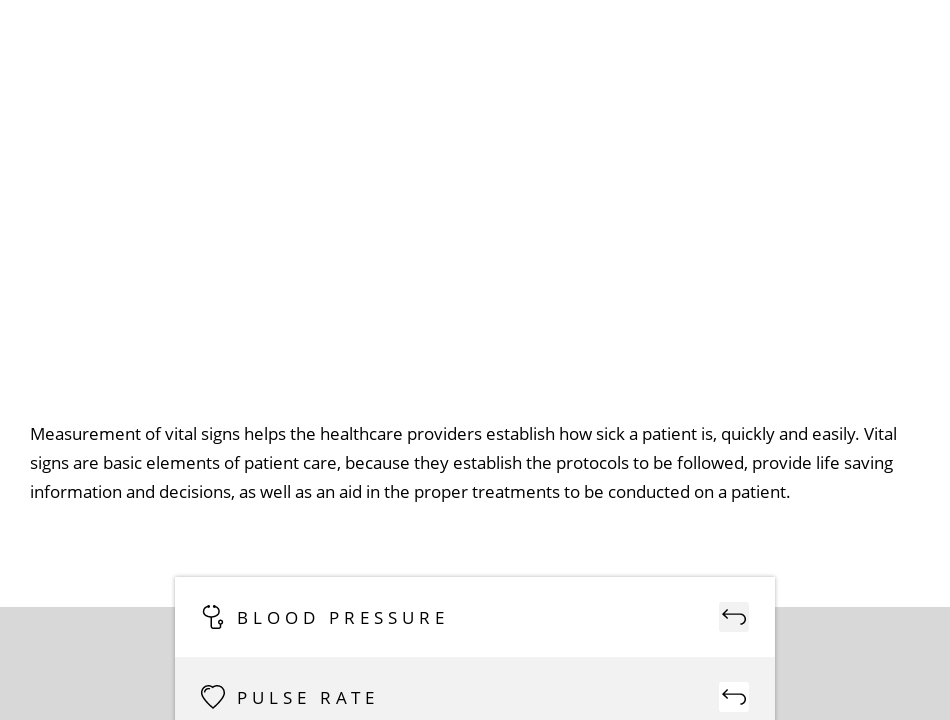 Measurement of vital signs helps the healthcare providers establish how sick a patient is, quickly and easily. Vital
signs are basic elements of patient care, because they establish the protocols to be followed, provide life saving
information and decisions, as well as an aid in the proper treatments to be conducted on a patient.
BLOOD PRESSURE
PULSE RATE